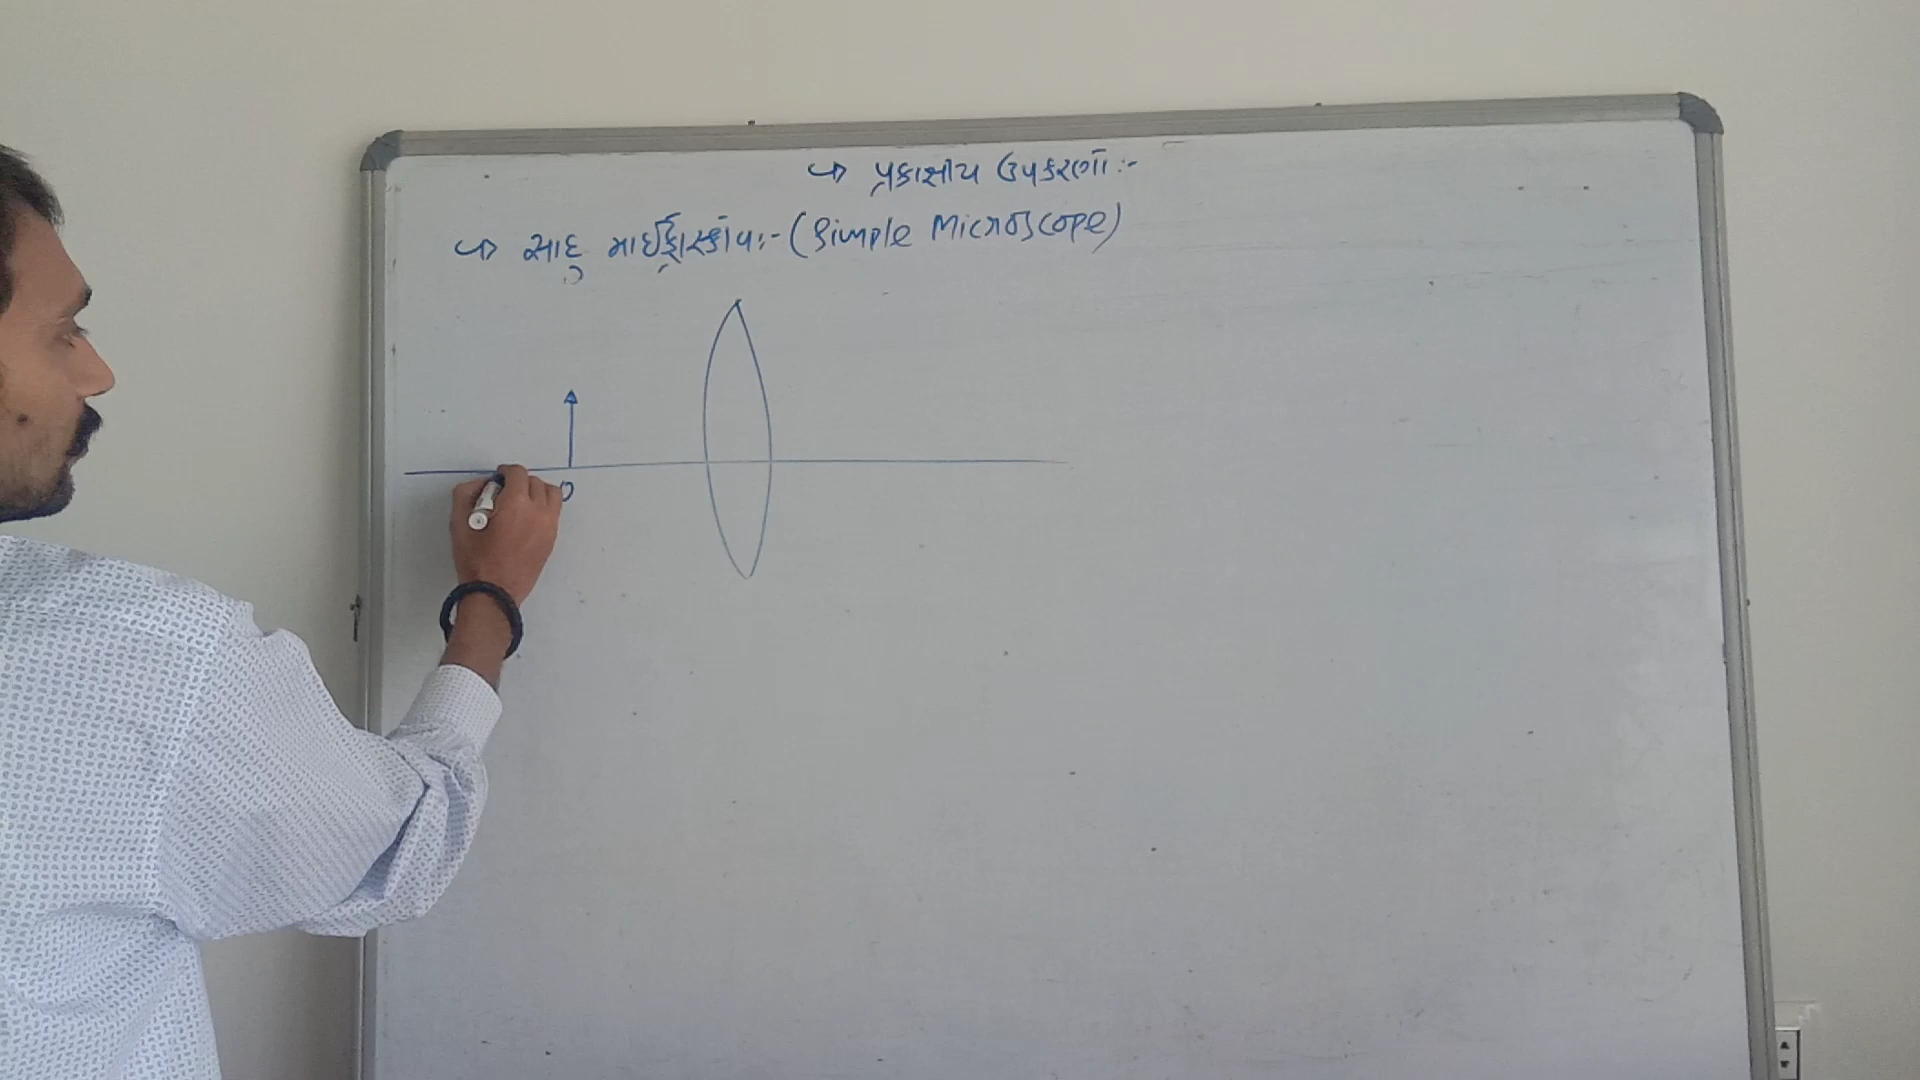 ↪ પ્રકાશીય ઉપકરણો :-
↪ સાદુ માઈક્રોસ્કોપ :- (Simple Microscope)
O